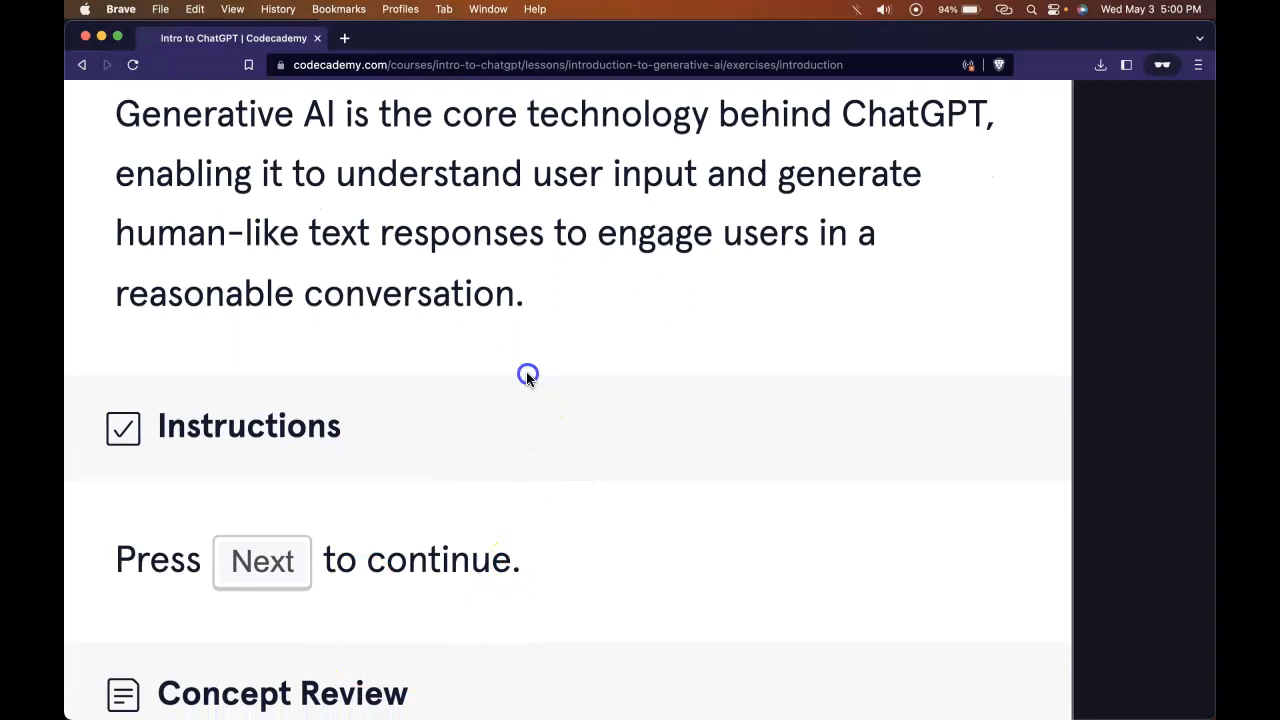 Brave File Edit View History Bookmarks Profiles Tab Window Help 94% Wed May 3 5:00 PM
Intro to ChatGPT | Codecademy
codecademy.com/courses/intro-to-chatgpt/lessons/introduction-to-generative-ai/exercises/introduction
Generative AI is the core technology behind ChatGPT,
enabling it to understand user input and generate
human-like text responses to engage users in a
reasonable conversation.
Instructions
Press Next to continue.
Concept Review